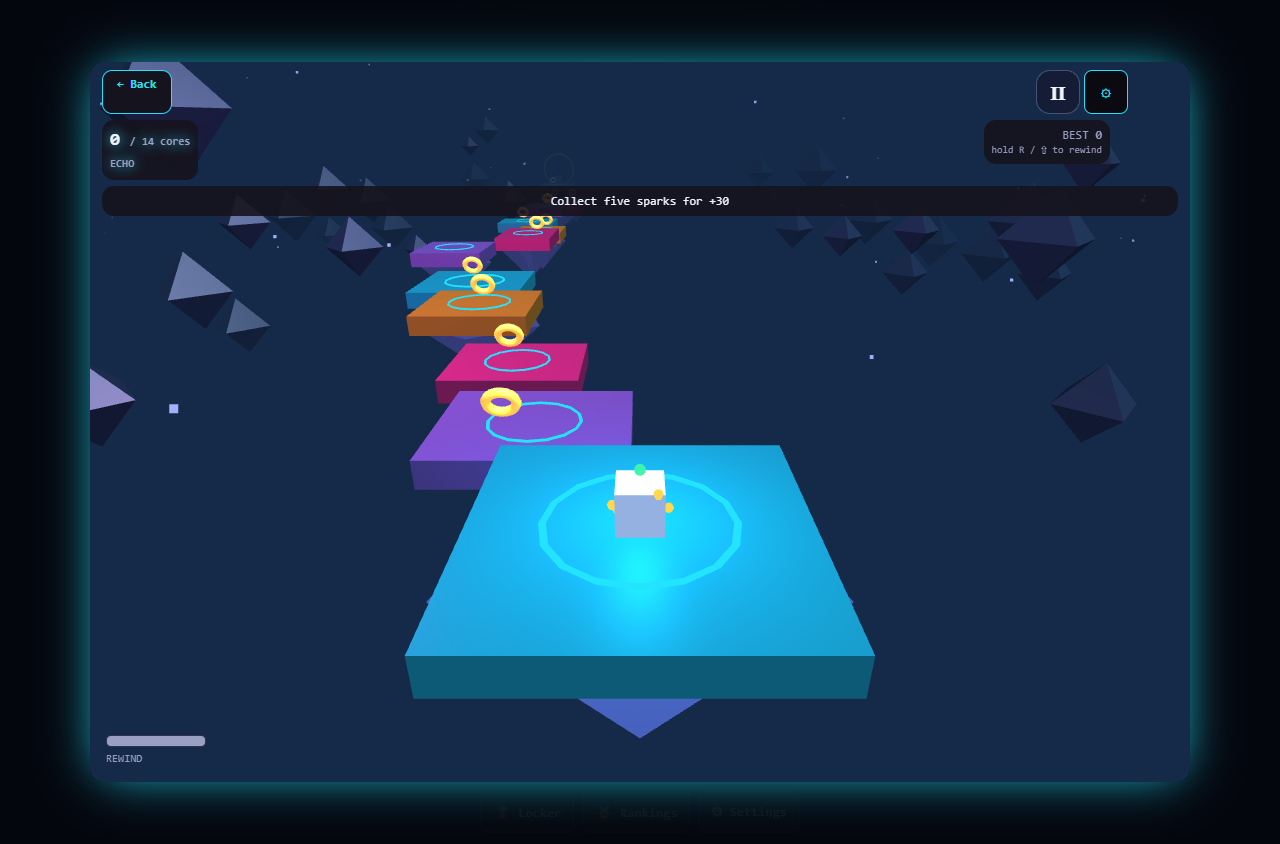 ← Back
0 / 14 cores
ECHO
BEST 0
hold R / ⇧ to rewind
Collect five sparks for +30
REWIND
Locker
Rankings
Settings